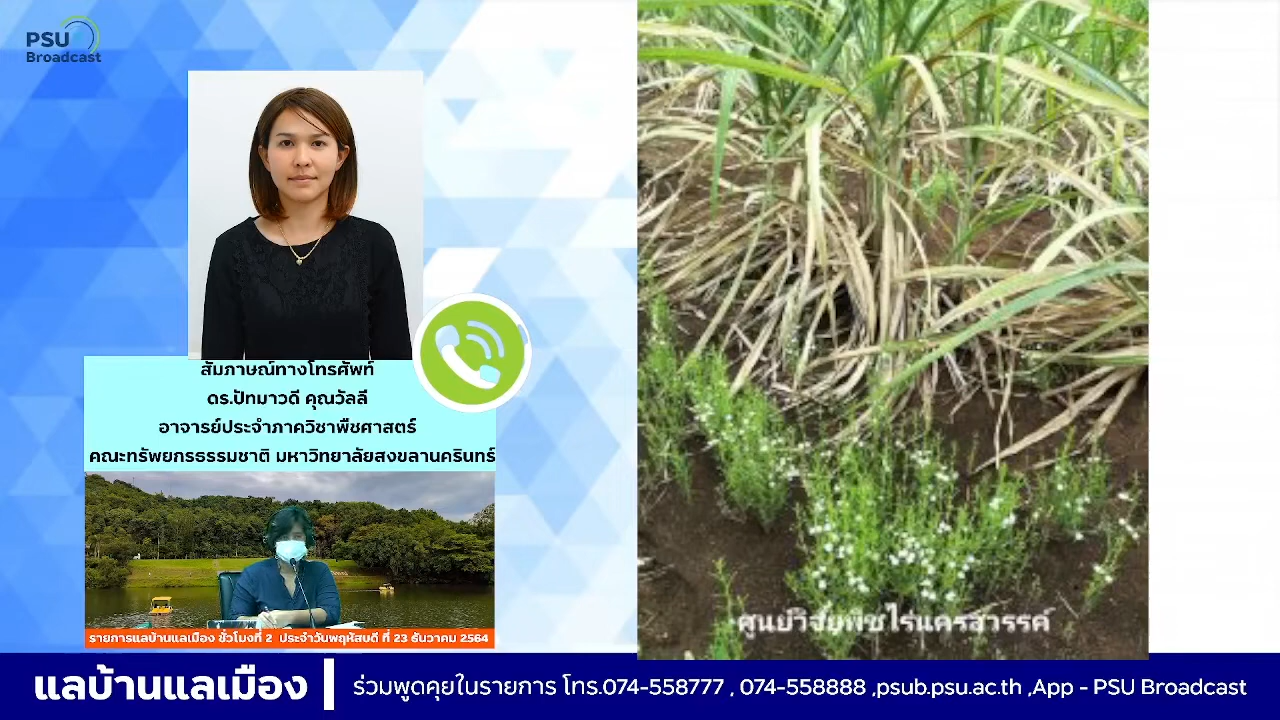 PSU
Broadcast
สัมภาษณ์ทางโทรศัพท์
ดร.ปัทมาวดี คุณวัลลี
อาจารย์ประจำภาควิชาพืชศาสตร์
คณะทรัพยกรธรรมชาติ มหาวิทยาลัยสงขลานครินทร์
รายการแลบ้านแลเมือง ชั่วโมงที่ 2 ประจำวันพฤหัสบดี ที่ 23 ธันวาคม 2564
ศูนย์วิจัยพืชไร่นครสวรรค์
แลบ้านแลเมือง
ร่วมพูดคุยในรายการ โทร.074-558777 , 074-558888 ,psub.psu.ac.th ,App - PSU Broadcast